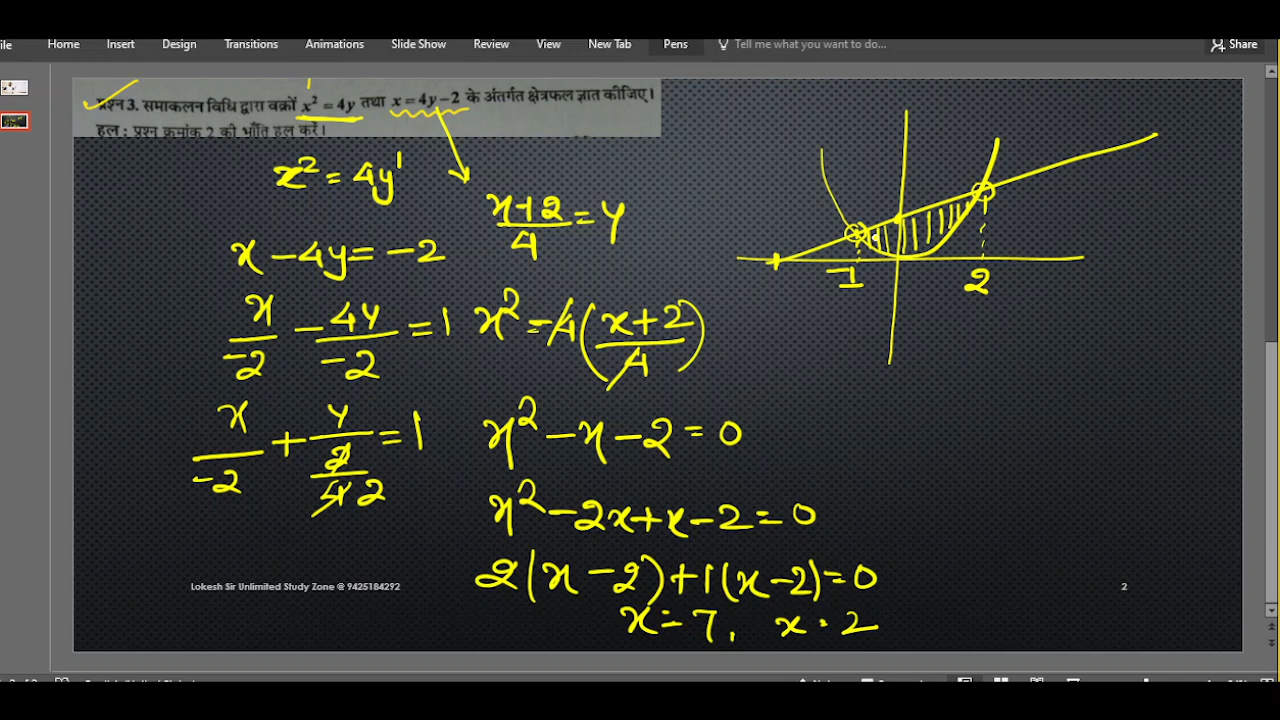 File Home Insert Design Transitions Animations Slide Show Review View New Tab Pens Tell me what you want to do... Share
प्रश्न 3. समाकलन विधि द्वारा वक्रों x² = 4y तथा x = 4y – 2 के अंतर्गत क्षेत्रफल ज्ञात कीजिए।
हल : प्रश्न क्रमांक 2 की भाँति हल करें।
x² = 4y
x+2/4 = y
x - 4y = -2
x/-2 - 4y/-2 = 1
x² = 4(x+2/4)
x/-2 + y/2/4 2 = 1
x² - x - 2 = 0
x² - 2x + x - 2 = 0
2(x - 2) + 1(x - 2) = 0
x = -7, x = 2
-1 2
Lokesh Sir Unlimited Study Zone @ 9425184292
2